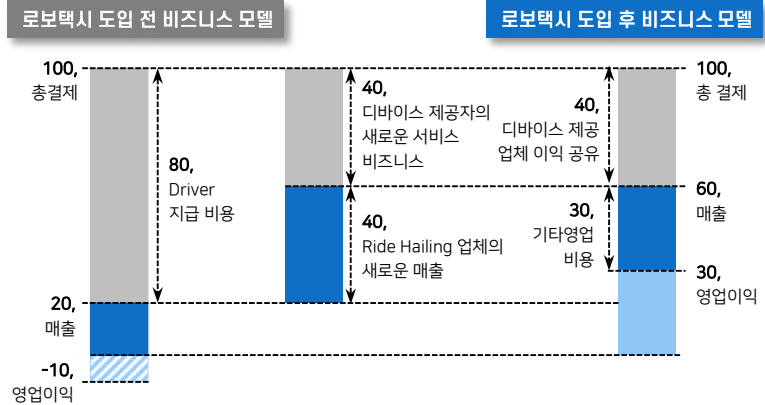 로보택시 도입 전 비즈니스 모델
로보택시 도입 후 비즈니스 모델
100,
총결제
80,
Driver
지급 비용
20,
매출
-10,
영업이익
40,
디바이스 제공자의
새로운 서비스
비즈니스
40,
Ride Hailing 업체의
새로운 매출
40,
디바이스 제공
업체 이익 공유
30,
기타영업
비용
100,
총 결제
60,
매출
30,
영업이익